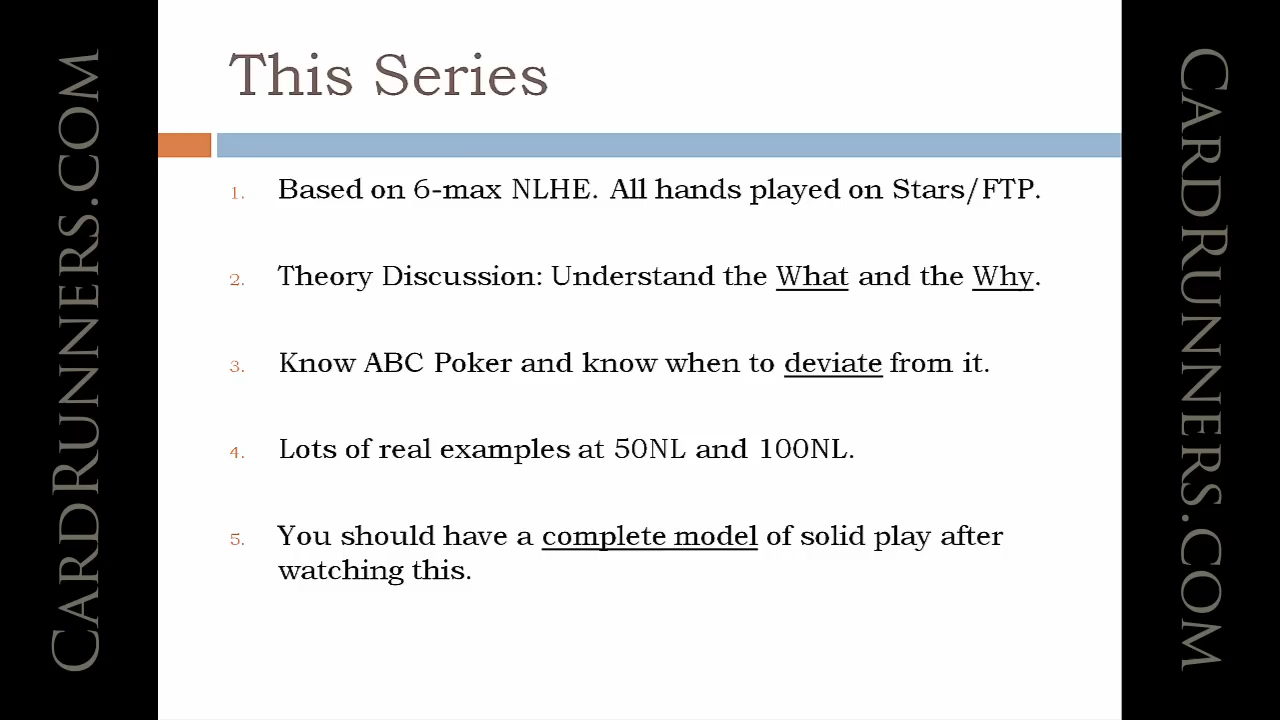 This Series
1. Based on 6-max NLHE. All hands played on Stars/FTP.
2. Theory Discussion: Understand the What and the Why.
3. Know ABC Poker and know when to deviate from it.
4. Lots of real examples at 50NL and 100NL.
5. You should have a complete model of solid play after
watching this.
CARDRUNNERS.COM
CARDRUNNERS.COM